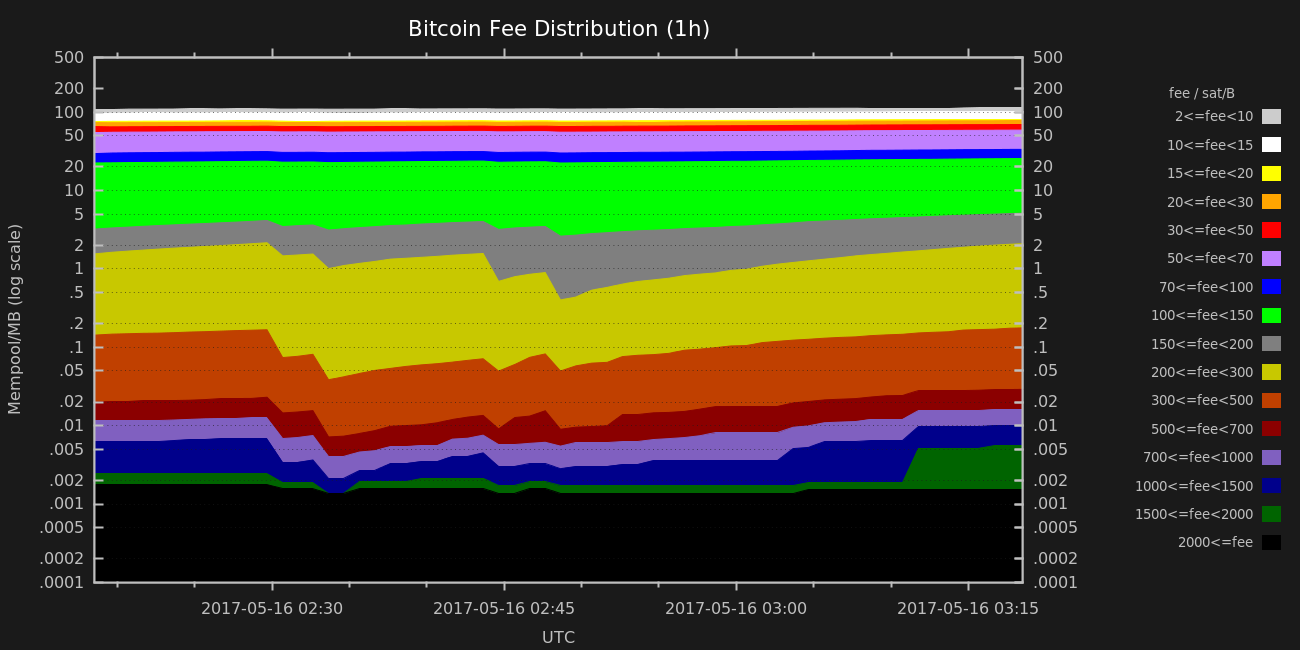 Bitcoin Fee Distribution (1h)
500
200
100
50
20
10
5
2
1
.5
.2
.1
.05
.02
.01
.005
.002
.001
.0005
.0002
.0001
Mempool/MB (log scale)
500
200
100
50
20
10
5
2
1
.5
.2
.1
.05
.02
.01
.005
.002
.001
.0005
.0002
.0001
2017-05-16 02:30 2017-05-16 02:45 2017-05-16 03:00 2017-05-16 03:15
UTC
fee / sat/B
2<=fee<10
10<=fee<15
15<=fee<20
20<=fee<30
30<=fee<50
50<=fee<70
70<=fee<100
100<=fee<150
150<=fee<200
200<=fee<300
300<=fee<500
500<=fee<700
700<=fee<1000
1000<=fee<1500
1500<=fee<2000
2000<=fee